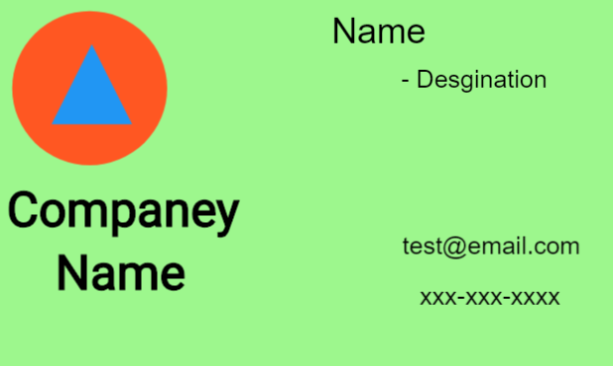 Name
- Desgination
Companey
Name
test@email.com
xxx-xxx-xxxx